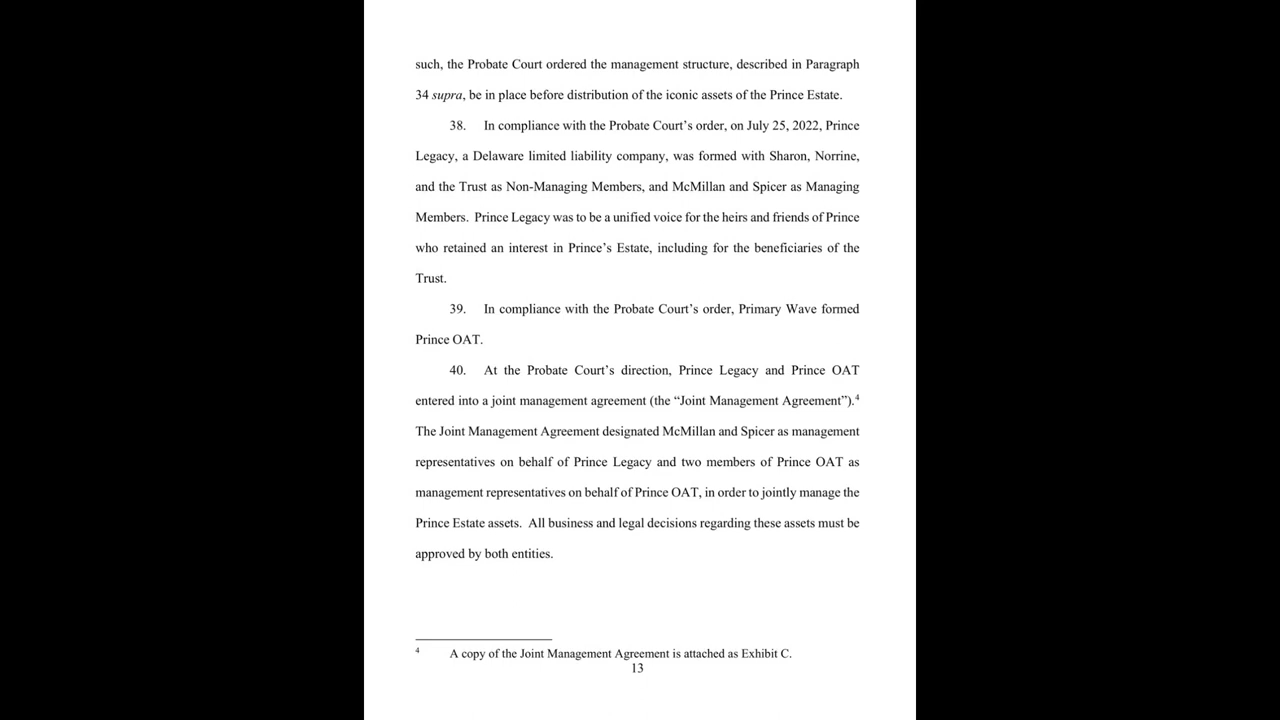 such, the Probate Court ordered the management structure, described in Paragraph
34 supra, be in place before distribution of the iconic assets of the Prince Estate.
38. In compliance with the Probate Court’s order, on July 25, 2022, Prince
Legacy, a Delaware limited liability company, was formed with Sharon, Norrine,
and the Trust as Non-Managing Members, and McMillan and Spicer as Managing
Members. Prince Legacy was to be a unified voice for the heirs and friends of Prince
who retained an interest in Prince’s Estate, including for the beneficiaries of the
Trust.
39. In compliance with the Probate Court’s order, Primary Wave formed
Prince OAT.
40. At the Probate Court’s direction, Prince Legacy and Prince OAT
entered into a joint management agreement (the “Joint Management Agreement”).4
The Joint Management Agreement designated McMillan and Spicer as management
representatives on behalf of Prince Legacy and two members of Prince OAT as
management representatives on behalf of Prince OAT, in order to jointly manage the
Prince Estate assets. All business and legal decisions regarding these assets must be
approved by both entities.
4 A copy of the Joint Management Agreement is attached as Exhibit C.
13